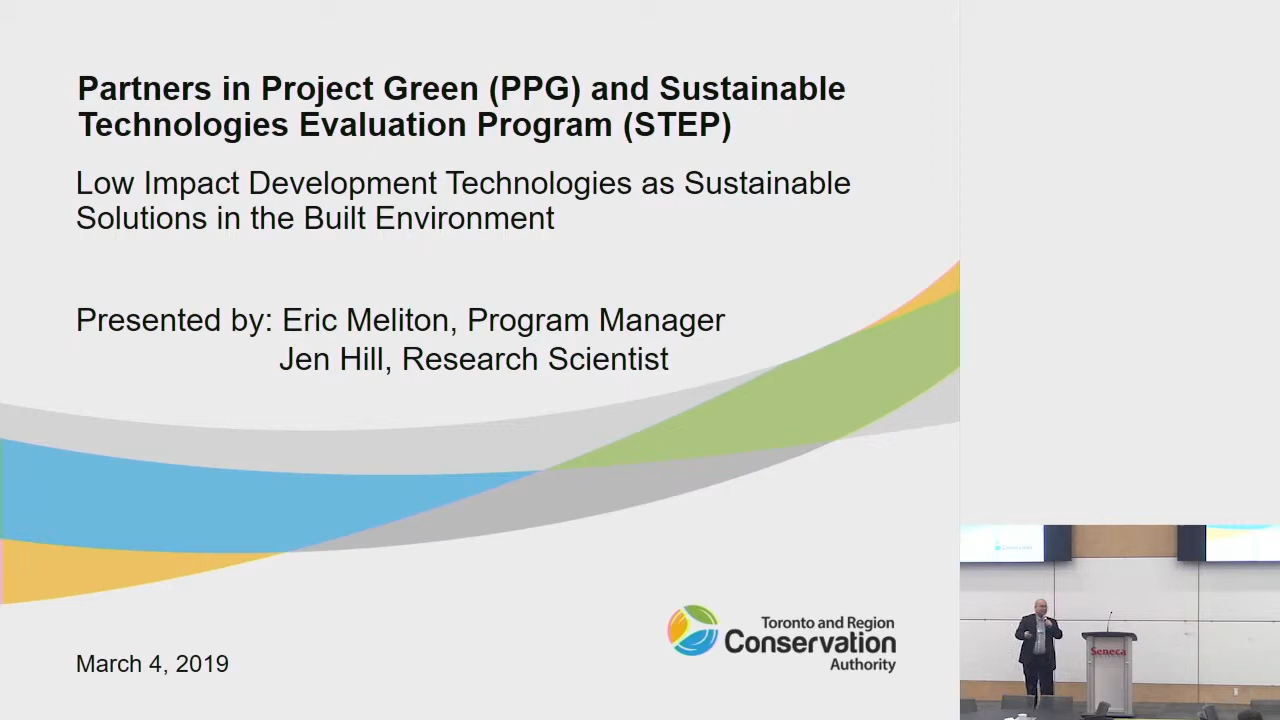 Partners in Project Green (PPG) and Sustainable
Technologies Evaluation Program (STEP)
Low Impact Development Technologies as Sustainable
Solutions in the Built Environment
Presented by: Eric Meliton, Program Manager
Jen Hill, Research Scientist
March 4, 2019
Toronto and Region
Conservation
Authority
Seneca